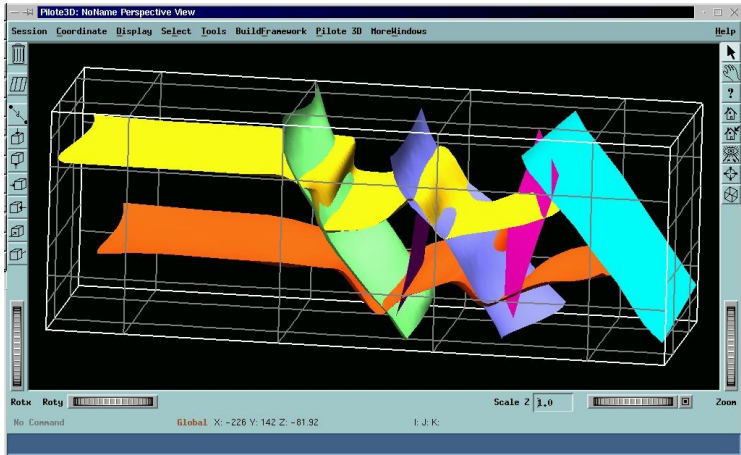 Pilote3D: NoName Perspective View
Session Coordinate Display Select Tools BuildFramework Pilote 3D MoreWindows Help
?
Rotx Roty Scale Z 1.0 Zoom
No Command Global X: -226 Y: 142 Z: -81.92 I: J: K: